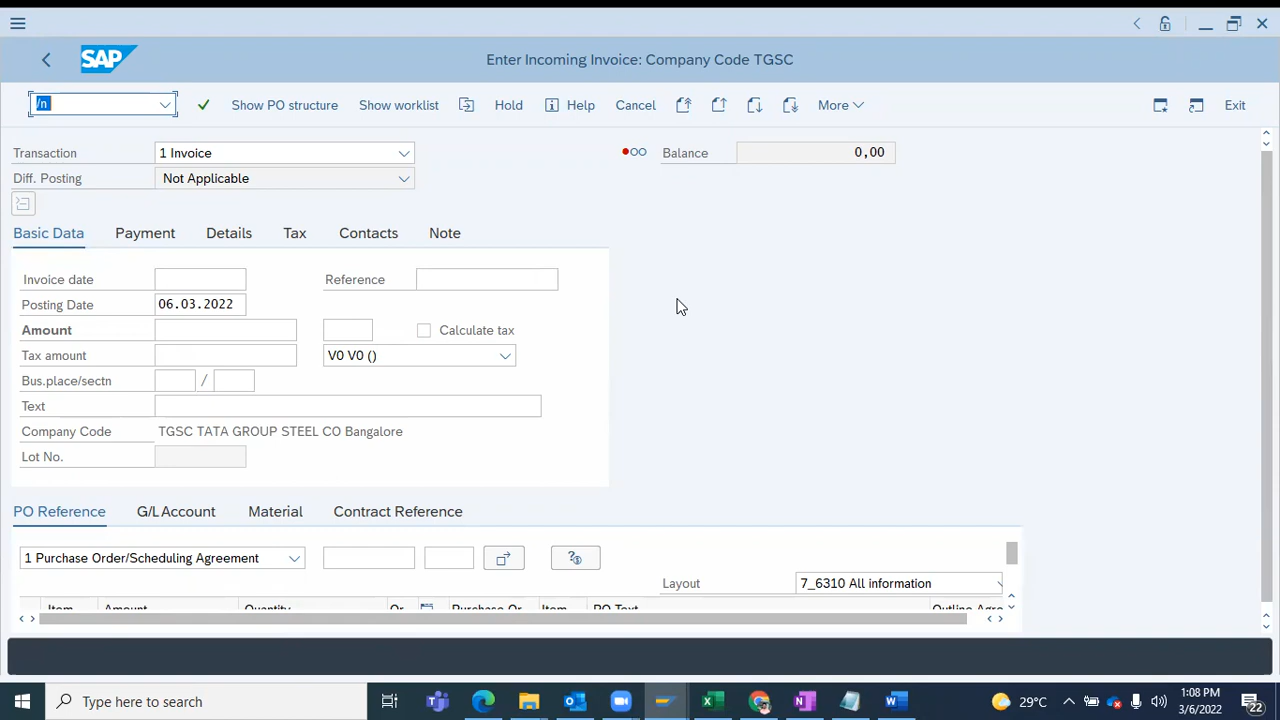 SAP
Enter Incoming Invoice: Company Code TGSC
/n
Show PO structure
Show worklist
Hold
Help
Cancel
More
Exit
Transaction
1 Invoice
Balance
0,00
Diff. Posting
Not Applicable
Basic Data
Payment
Details
Tax
Contacts
Note
Invoice date
Reference
Posting Date
06.03.2022
Amount
Calculate tax
Tax amount
V0 V0 ()
Bus.place/sectn
/
Text
Company Code
TGSC TATA GROUP STEEL CO Bangalore
Lot No.
PO Reference
G/L Account
Material
Contract Reference
1 Purchase Order/Scheduling Agreement
Layout
7_6310 All information
Item
Amount
Quantity
Or
Purchase Or
Item
PO Text
Outline Agre
Type here to search
29°C
1:08 PM
3/6/2022
22